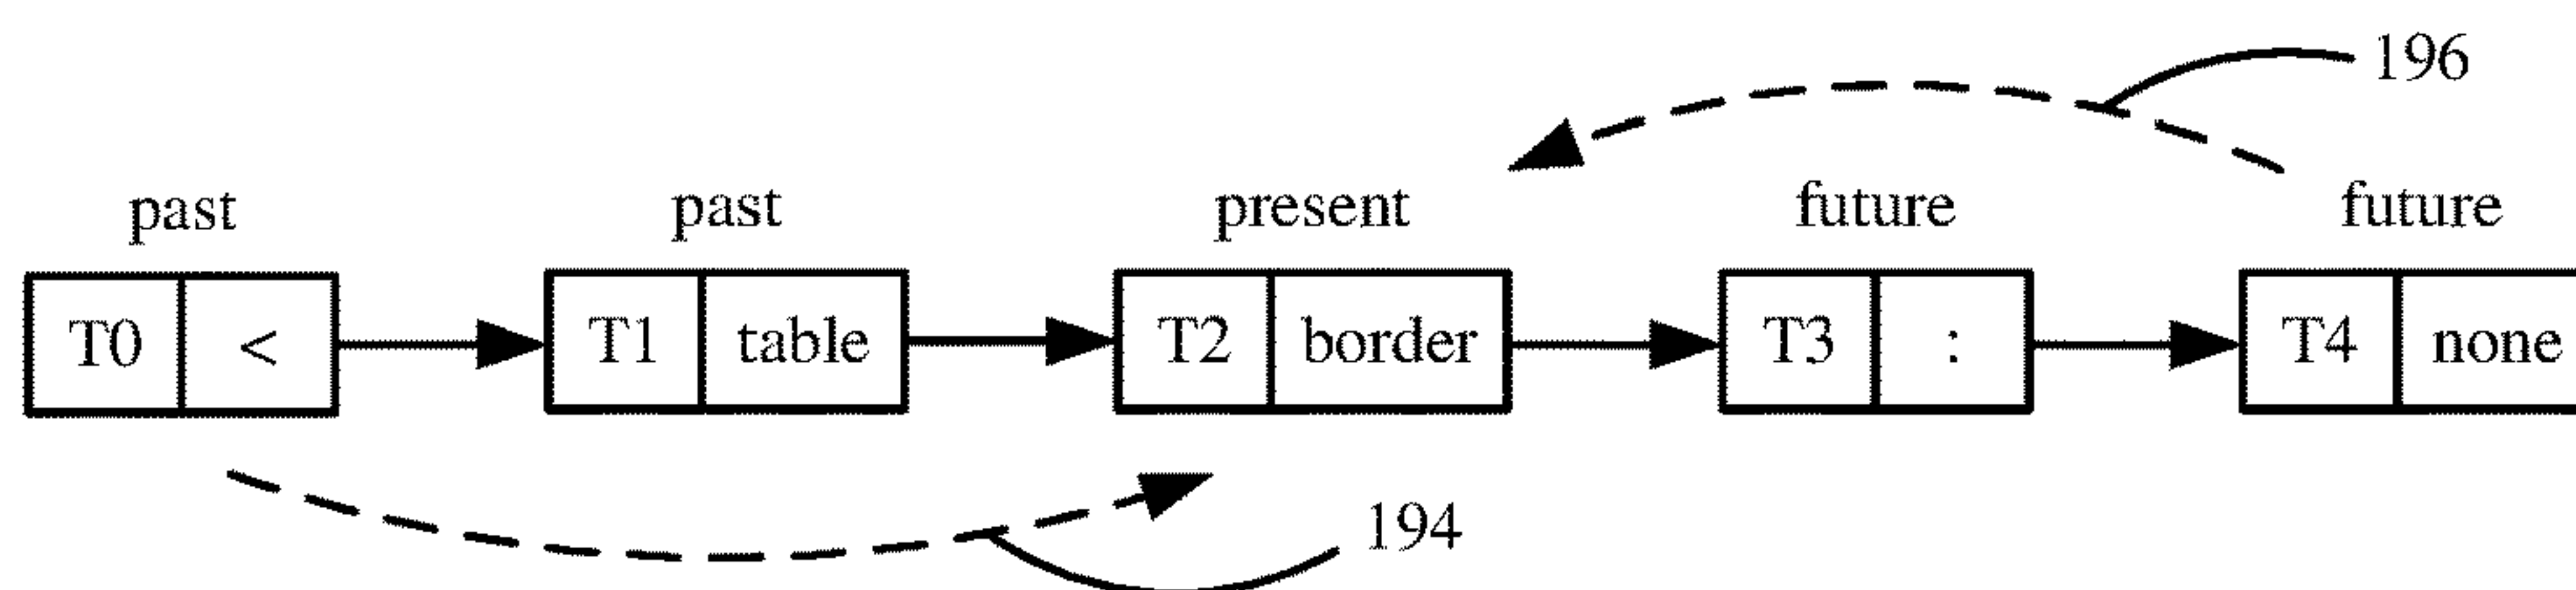 196
past past present future future
T0 < T1 table T2 border T3 : T4 none
194